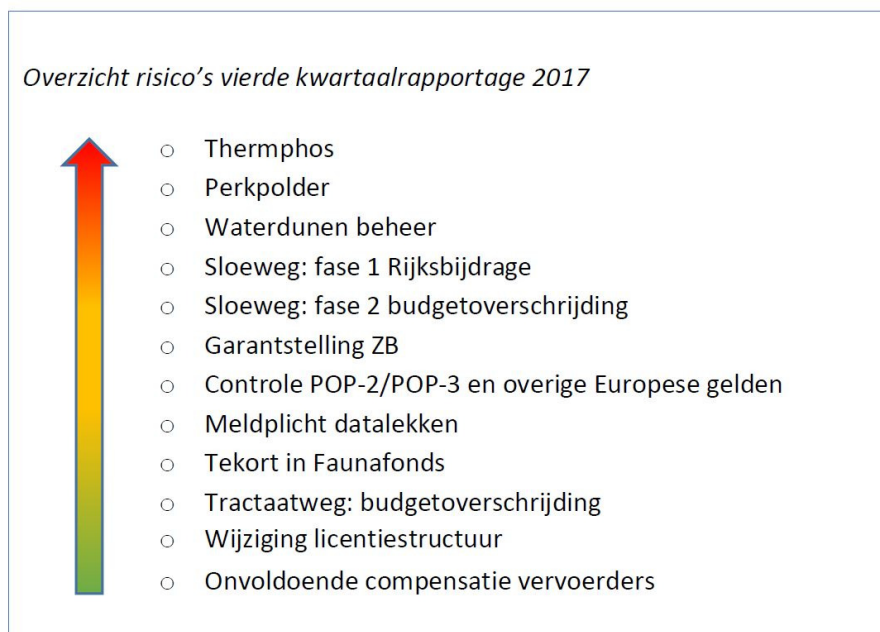 Overzicht risico's vierde kwartaalrapportage 2017
○ Thermphos
○ Perkpolder
○ Waterdunen beheer
○ Sloeweg: fase 1 Rijksbijdrage
○ Sloeweg: fase 2 budgetoverschrijding
○ Garantstelling ZB
○ Controle POP-2/POP-3 en overige Europese gelden
○ Meldplicht datalekken
○ Tekort in Faunafonds
○ Tractaatweg: budgetoverschrijding
○ Wijziging licentiestructuur
○ Onvoldoende compensatie vervoerders